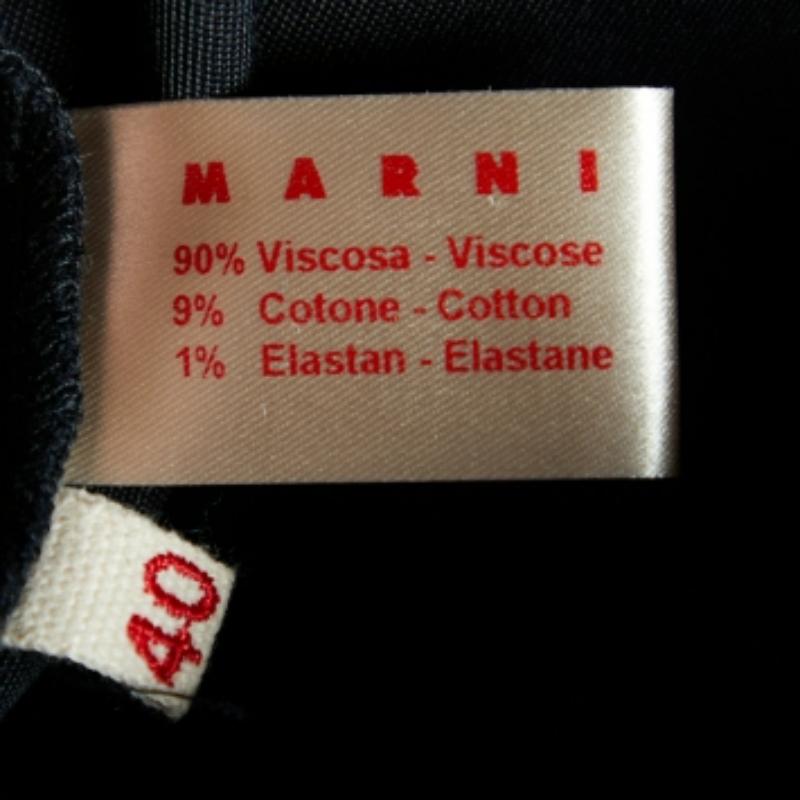 MARNI
90% Viscosa - Viscose
9% Cotone - Cotton
1% Elastan - Elastane
40